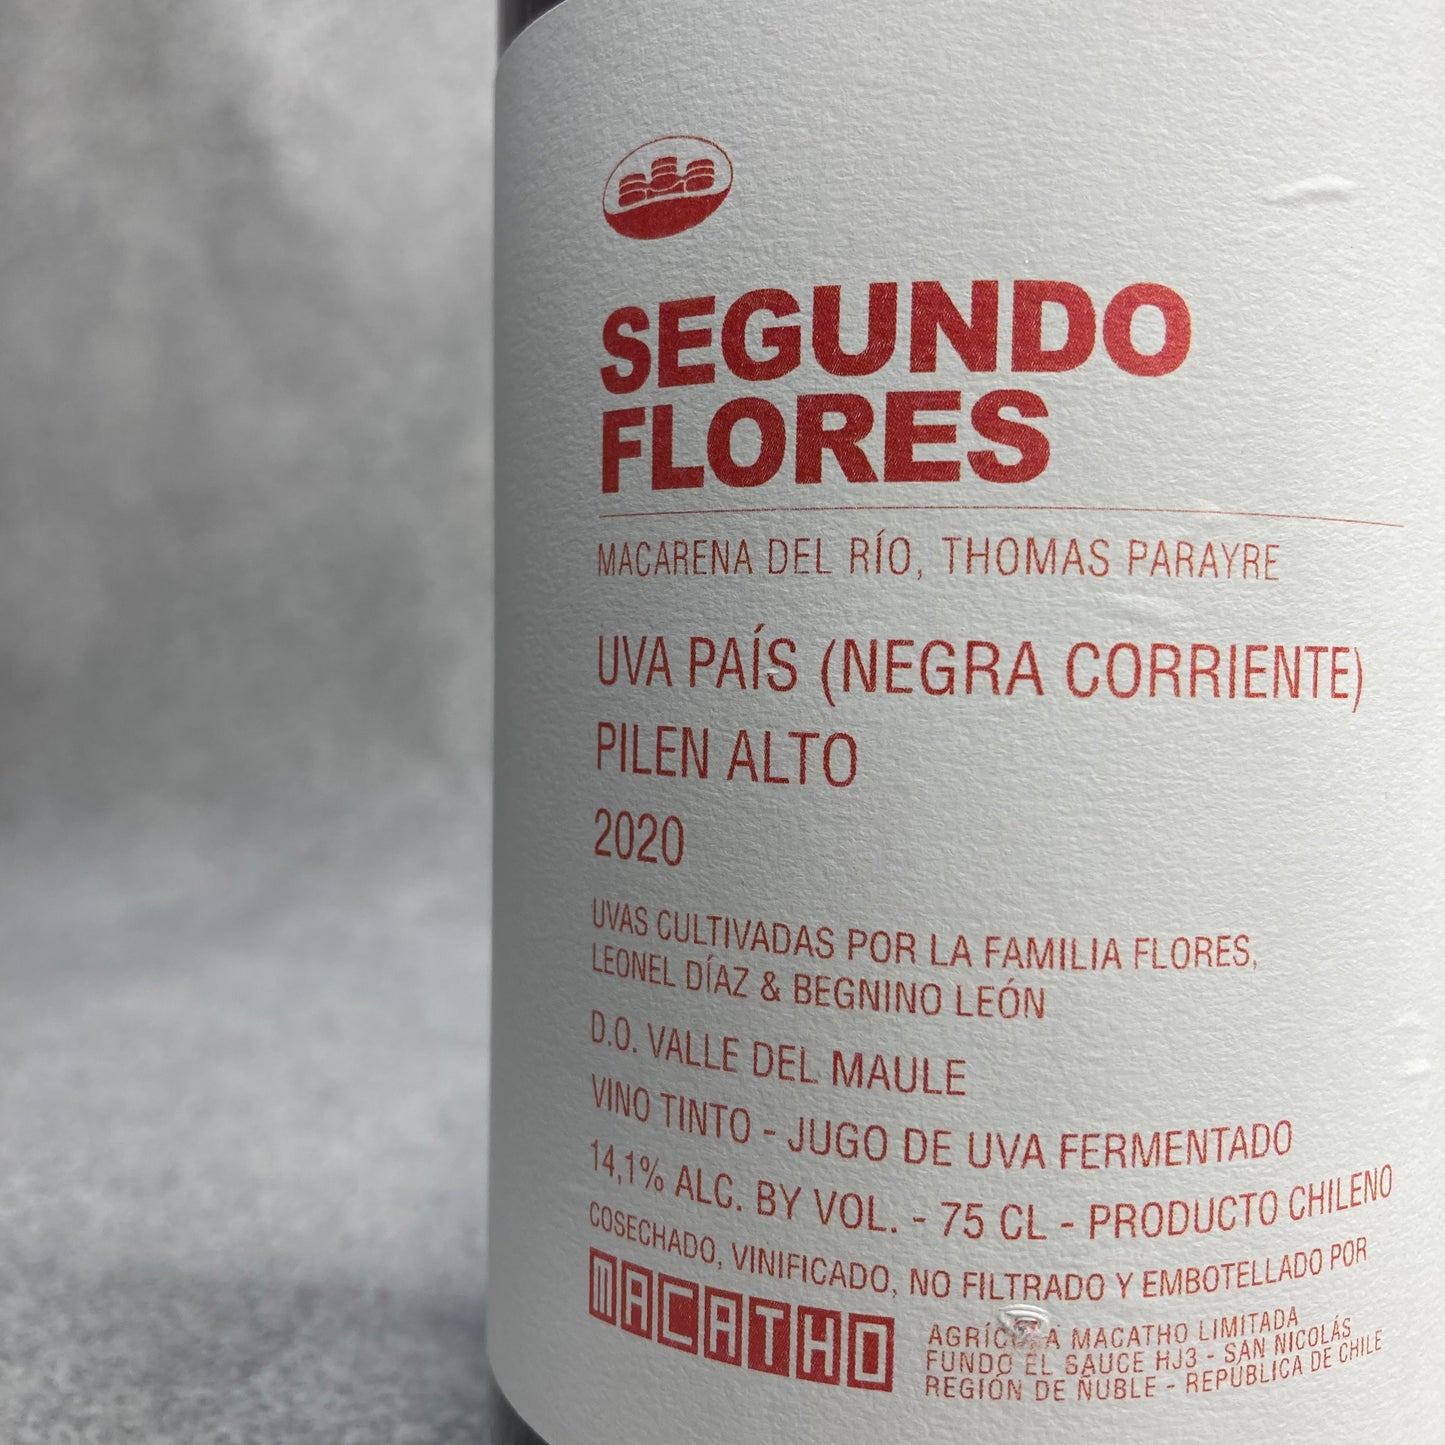 SEGUNDO
FLORES
MACARENA DEL RÍO, THOMAS PARAYRE
UVA PAÍS (NEGRA CORRIENTE)
PILEN ALTO
2020
UVAS CULTIVADAS POR LA FAMILIA FLORES,
LEONEL DÍAZ & BEGNINO LEÓN
D.O. VALLE DEL MAULE
VINO TINTO - JUGO DE UVA FERMENTADO
14,1% ALC. BY VOL. - 75 CL - PRODUCTO CHILENO
COSECHADO, VINIFICADO, NO FILTRADO Y EMBOTELLADO POR
MACATHO
MACATHO LIMITADA
FUNDO EL SAUCE HJ3 - SAN NICOLÁS
REGIÓN DE ÑUBLE - REPÚBLICA DE CHILE